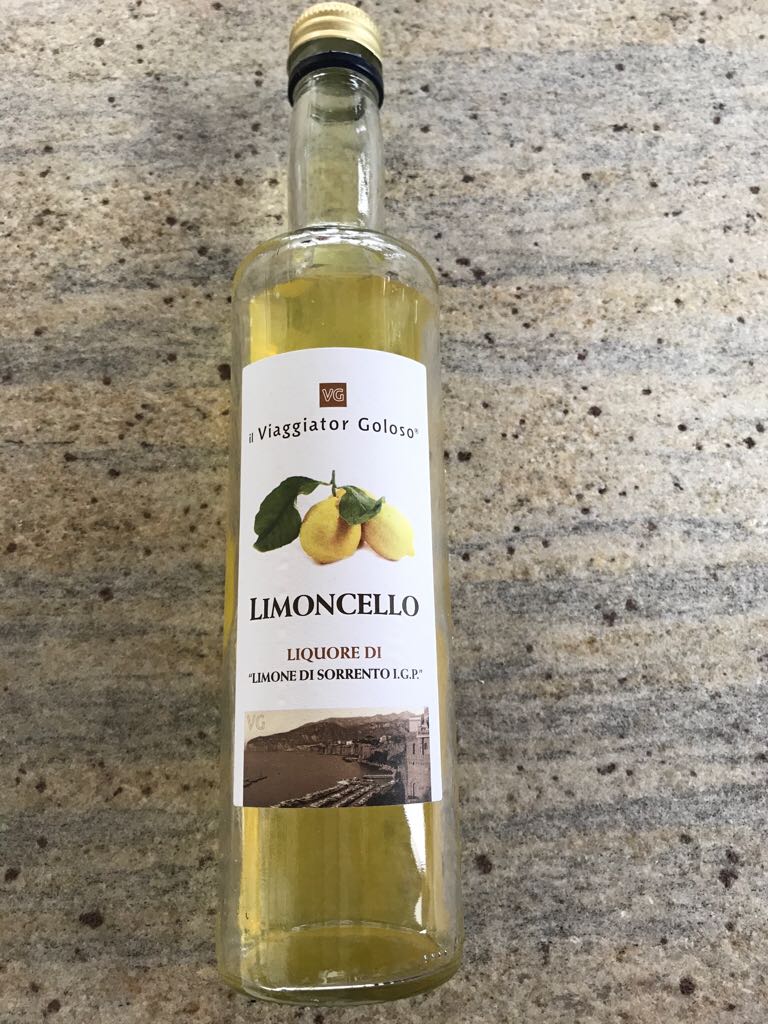 VG
il Viaggiator Goloso®
LIMONCELLO
LIQUORE DI
"LIMONE DI SORRENTO I.G.P."
VG